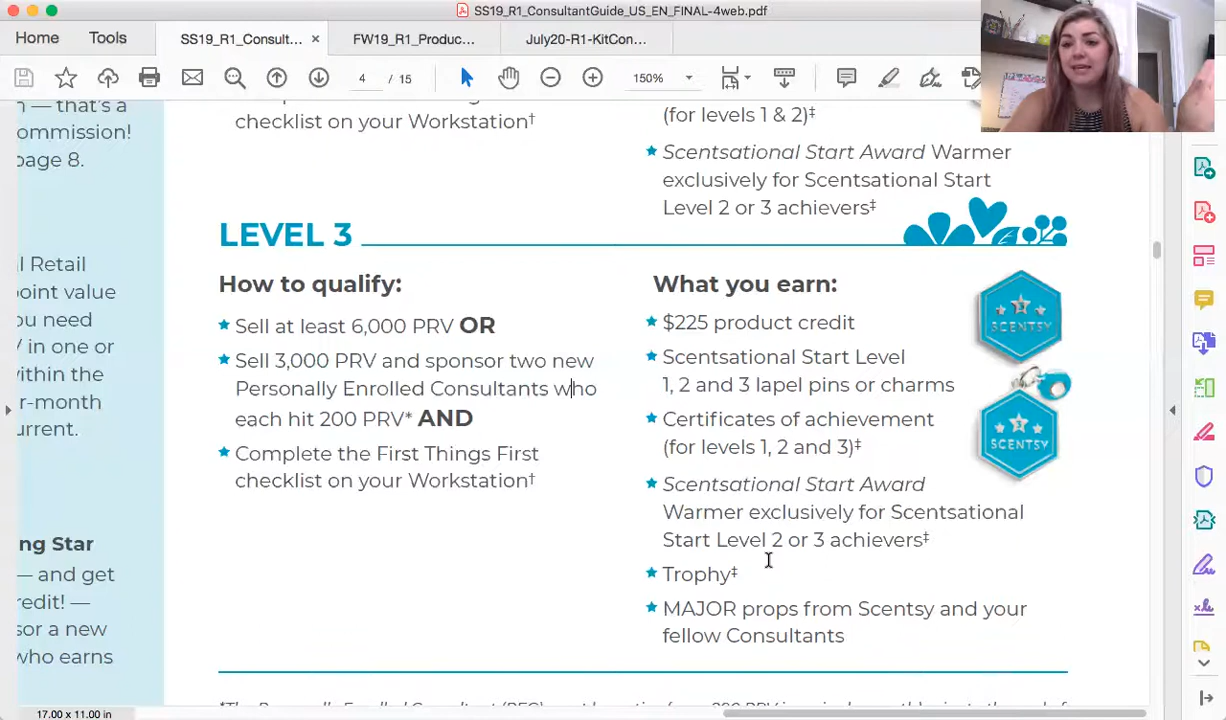 SS19_R1_ConsultantGuide_US_EN_FINAL-4web.pdf
Home
Tools
SS19_R1_Consult...
FW19_R1_Produc...
July20-R1-KitCon...
4 / 15
150%
— that's a
ommission!
page 8.
l Retail
point value
ou need
in one or
ithin the
r-month
urrent.
ng Star
— and get
redit! —
sor a new
who earns
checklist on your Workstation†
(for levels 1 & 2)‡
Scentsational Start Award Warmer
exclusively for Scentsational Start
Level 2 or 3 achievers‡
LEVEL 3
How to qualify:
Sell at least 6,000 PRV OR
Sell 3,000 PRV and sponsor two new
Personally Enrolled Consultants who
each hit 200 PRV* AND
Complete the First Things First
checklist on your Workstation†
What you earn:
$225 product credit
Scentsational Start Level
1, 2 and 3 lapel pins or charms
Certificates of achievement
(for levels 1, 2 and 3)‡
Scentsational Start Award
Warmer exclusively for Scentsational
Start Level 2 or 3 achievers‡
Trophy‡
MAJOR props from Scentsy and your
fellow Consultants
3
SCENTSY
3
SCENTSY
17.00 x 11.00 in